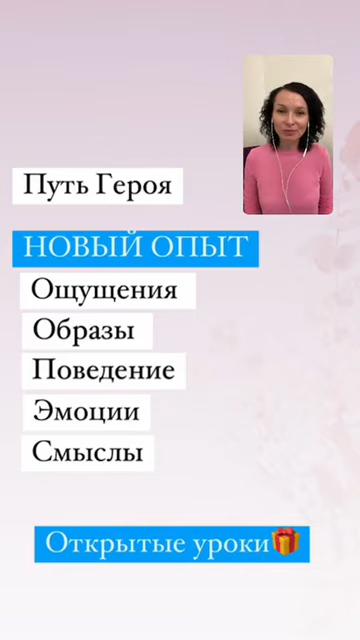 Путь Героя
НОВЫЙ ОПЫТ
Ощущения
Образы
Поведение
Эмоции
Смыслы
Открытые уроки🎁